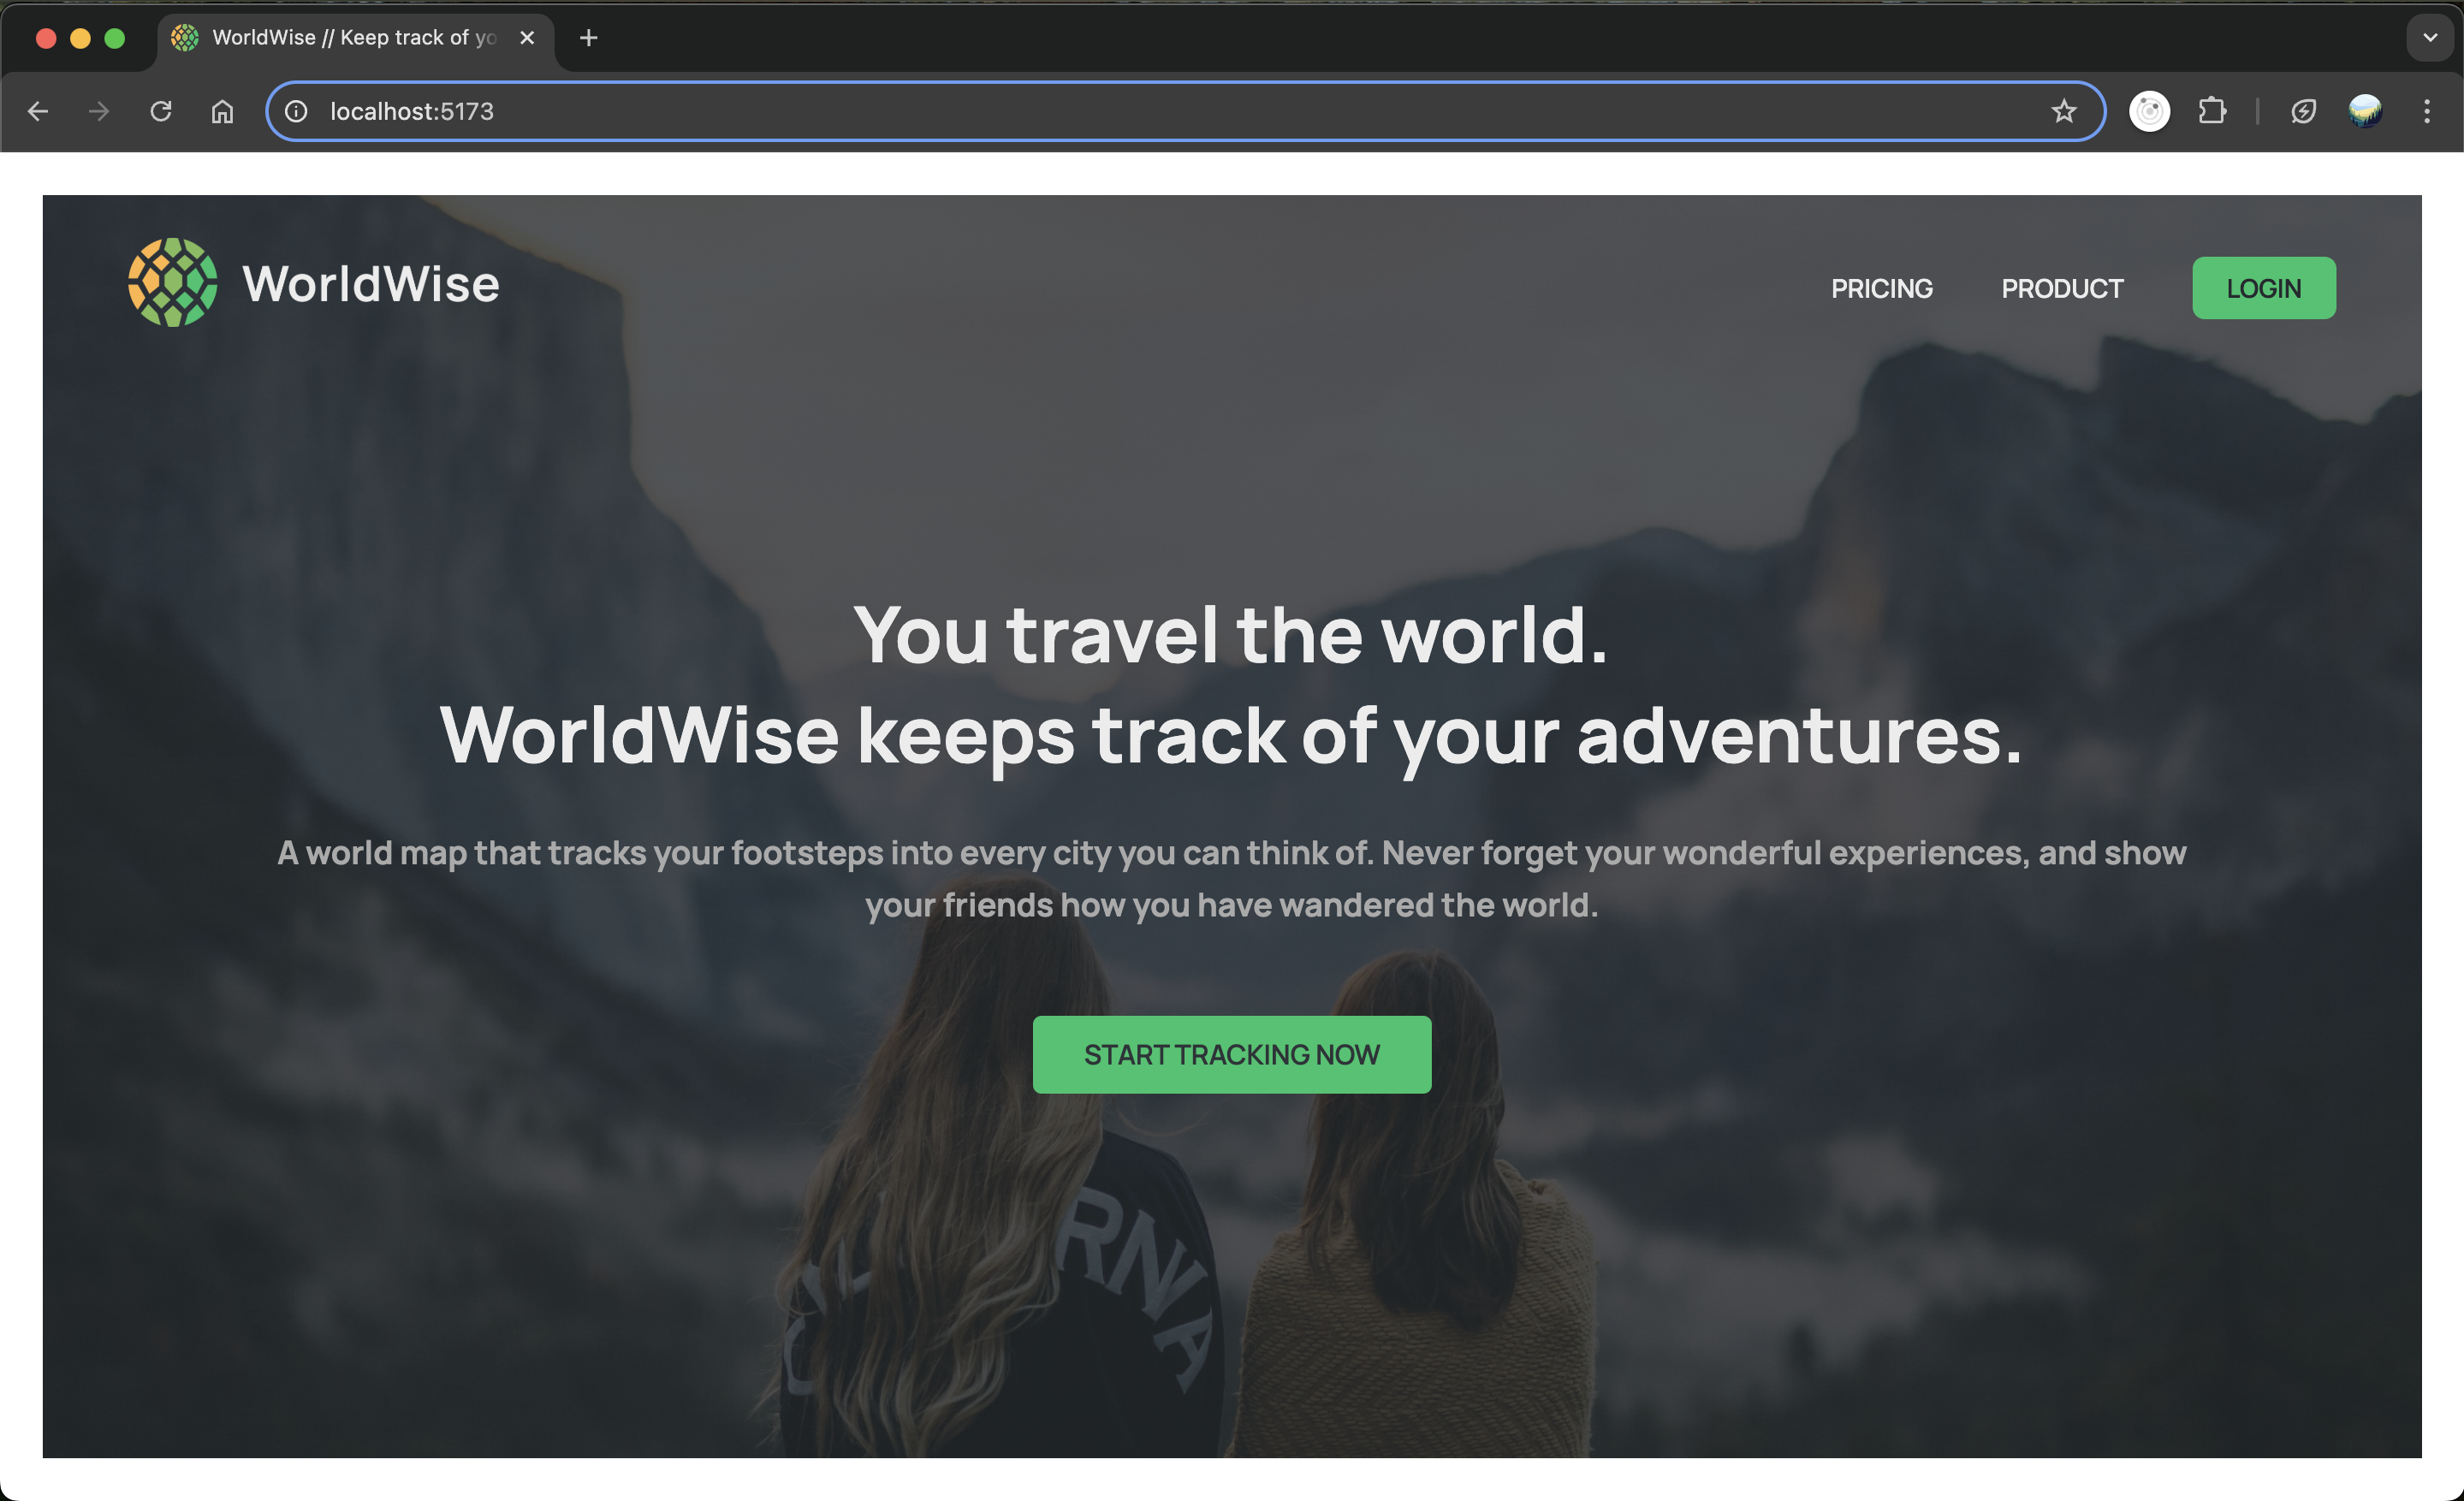 WorldWise // Keep track of yo
localhost:5173
WorldWise
PRICING PRODUCT LOGIN
You travel the world.
WorldWise keeps track of your adventures.
A world map that tracks your footsteps into every city you can think of. Never forget your wonderful experiences, and show
your friends how you have wandered the world.
START TRACKING NOW
RNA